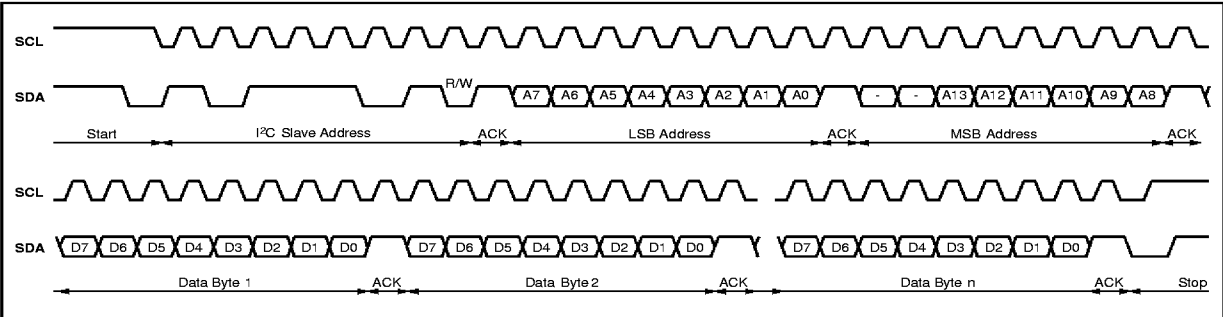 SCL
SDA R/W A7 A6 A5 A4 A3 A2 A1 A0 - - A13 A12 A11 A10 A9 A8
Start I²C Slave Address ACK LSB Address ACK MSB Address ACK
SCL
SDA D7 D6 D5 D4 D3 D2 D1 D0 D7 D6 D5 D4 D3 D2 D1 D0 D7 D6 D5 D4 D3 D2 D1 D0
Data Byte 1 ACK Data Byte 2 ACK Data Byte n ACK Stop